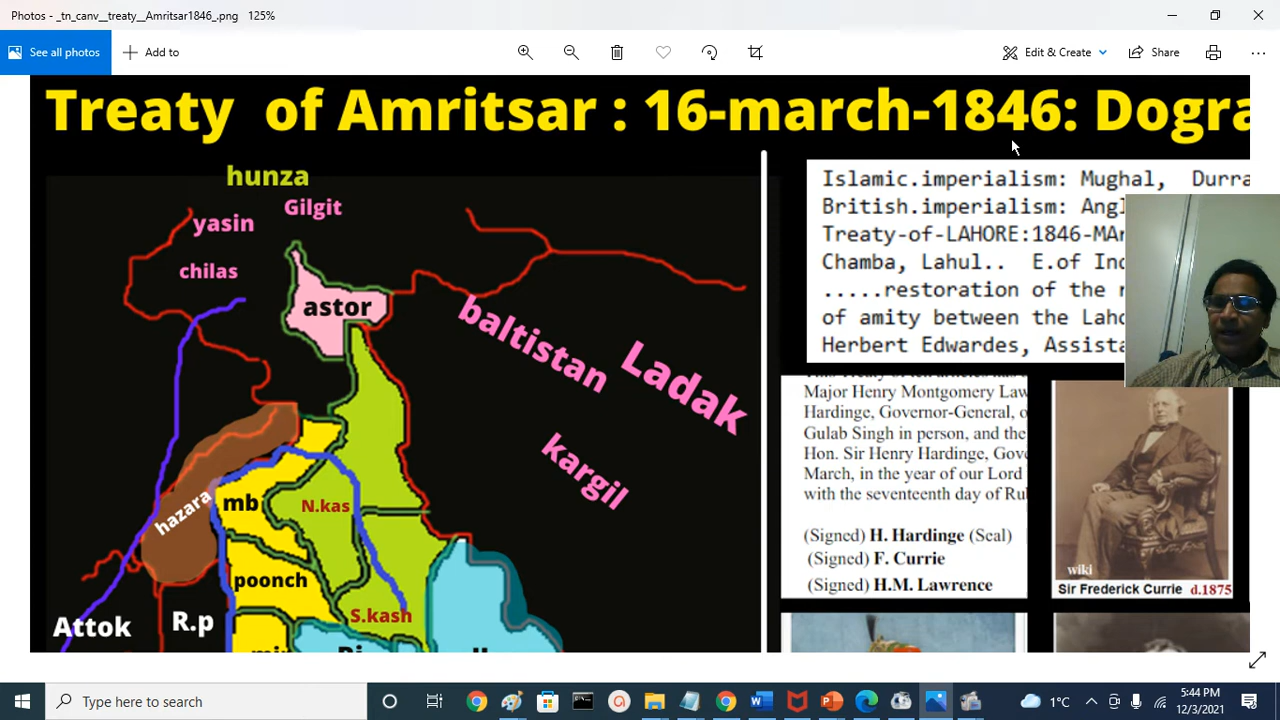 Photos - _tn_canv__treaty__Amritsar1846_.png   125%
See all photos
Add to
Edit & Create
Share
Treaty of Amritsar : 16-march-1846: Dogra
hunza
Gilgit
yasin
chilas
astor
baltistan
Ladak
kargil
hazara
mb
N.kas
poonch
S.kash
Attok
R.p
Islamic.imperialism: Mughal, Durra
British.imperialism: Angl
Treaty-of-LAHORE:1846-MAr
Chamba, Lahul.. E.of Ind
.....restoration of the r
of amity between the Laho
Herbert Edwardes, Assista
Major Henry Montgomery Law
Hardinge, Governor-General, o
Gulab Singh in person, and the
Hon. Sir Henry Hardinge, Gove
March, in the year of our Lord
with the seventeenth day of Ru
(Signed) H. Hardinge (Seal)
(Signed) F. Currie
(Signed) H.M. Lawrence
wiki
Sir Frederick Currie d.1875
Type here to search
1°C
5:44 PM
12/3/2021